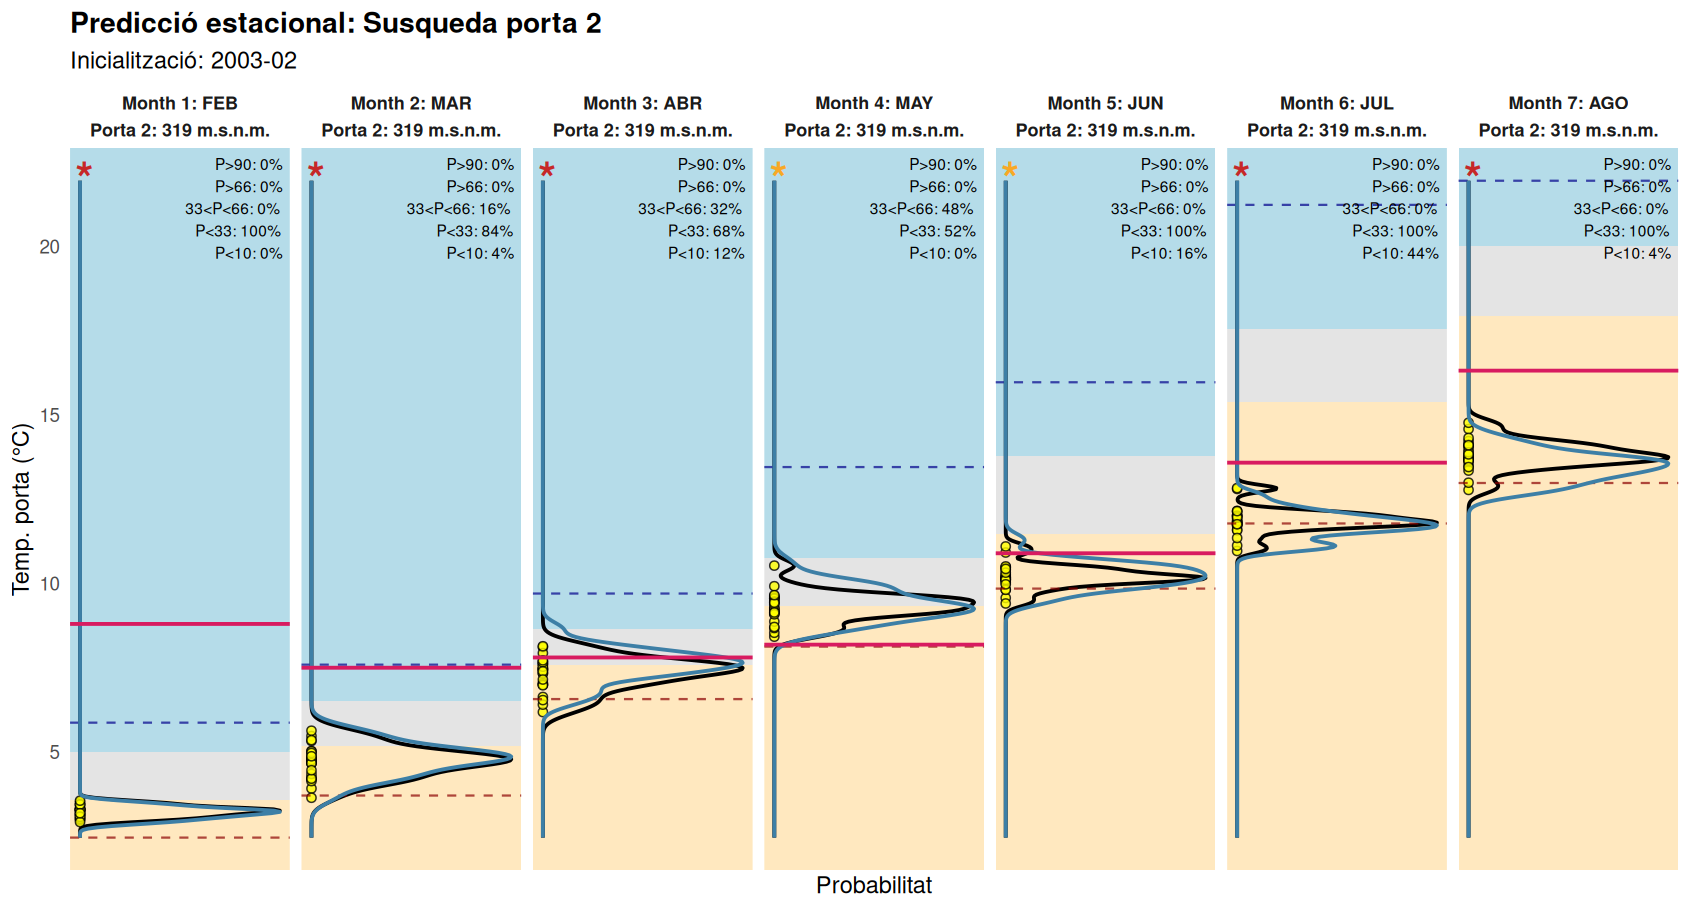 Predicció estacional: Susqueda porta 2
Inicialització: 2003-02
Month 1: FEB
Porta 2: 319 m.s.n.m.
Month 2: MAR
Porta 2: 319 m.s.n.m.
Month 3: ABR
Porta 2: 319 m.s.n.m.
Month 4: MAY
Porta 2: 319 m.s.n.m.
Month 5: JUN
Porta 2: 319 m.s.n.m.
Month 6: JUL
Porta 2: 319 m.s.n.m.
Month 7: AGO
Porta 2: 319 m.s.n.m.
*
P>90: 0%
P>66: 0%
33<P<66: 0%
P<33: 100%
P<10: 0%
*
P>90: 0%
P>66: 0%
33<P<66: 16%
P<33: 84%
P<10: 4%
*
P>90: 0%
P>66: 0%
33<P<66: 32%
P<33: 68%
P<10: 12%
*
P>90: 0%
P>66: 0%
33<P<66: 48%
P<33: 52%
P<10: 0%
*
P>90: 0%
P>66: 0%
33<P<66: 0%
P<33: 100%
P<10: 16%
*
P>90: 0%
P>66: 0%
33<P<66: 0%
P<33: 100%
P<10: 44%
*
P>90: 0%
P>66: 0%
33<P<66: 0%
P<33: 100%
P<10: 4%
20
15
10
5
Temp. porta (°C)
Probabilitat